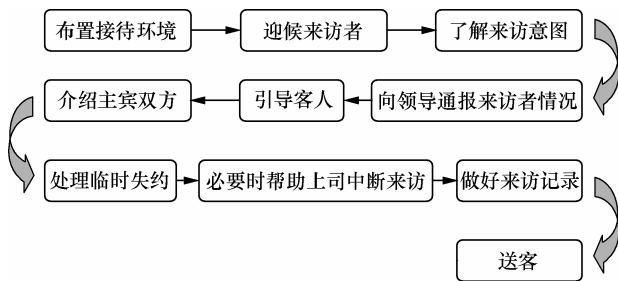 布置接待环境 迎候来访者 了解来访意图
介绍主宾双方 引导客人 向领导通报来访者情况
处理临时失约 必要时帮助上司中断来访 做好来访记录
送客